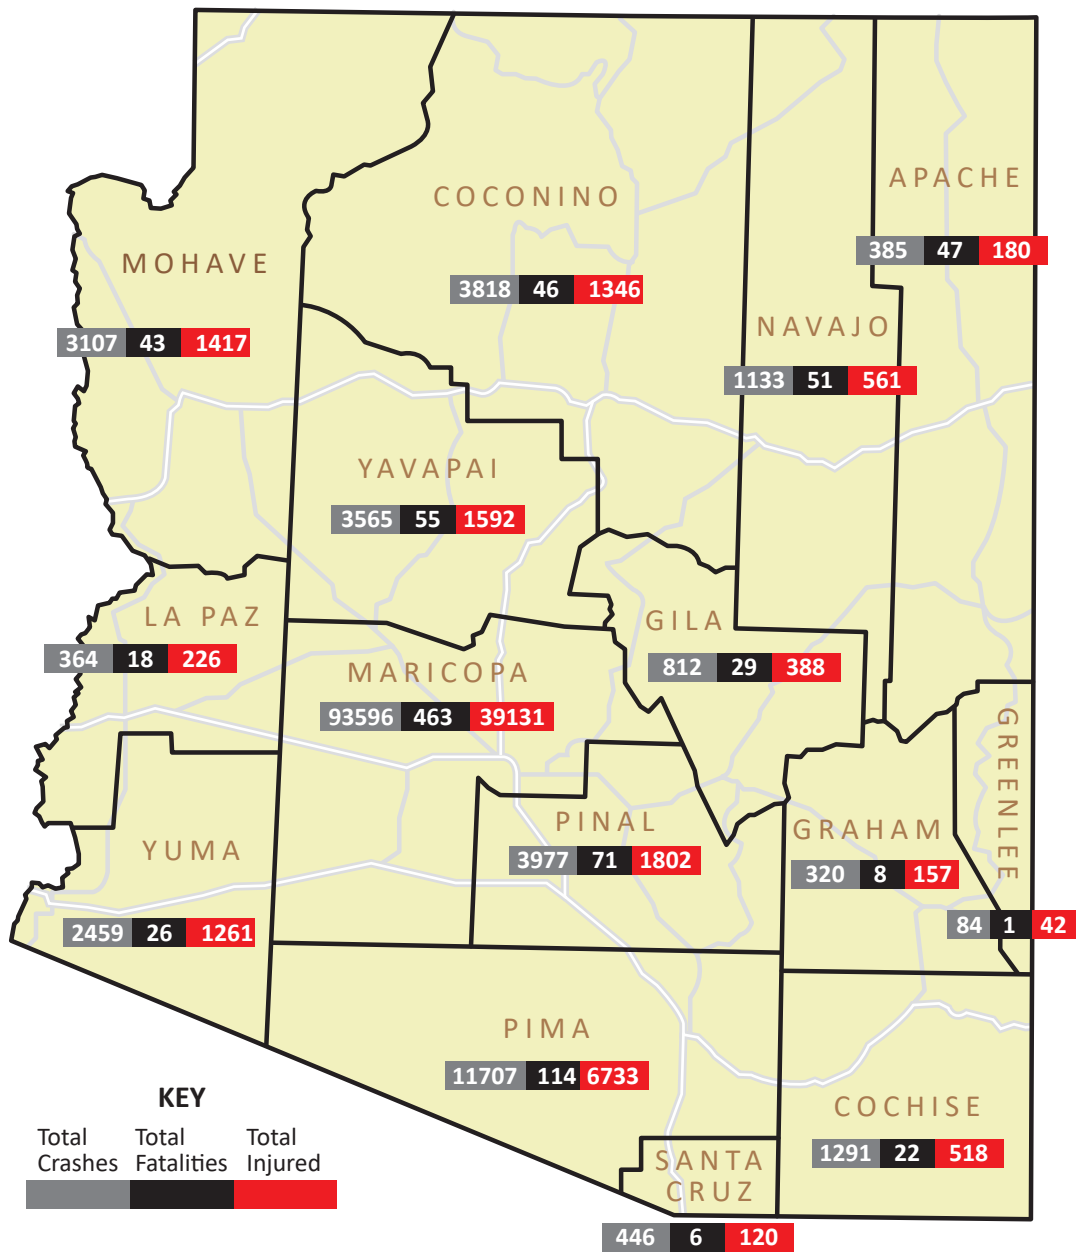 COCONINO
3818 46 1346
APACHE
385 47 180
MOHAVE
3107 43 1417
NAVAJO
1133 51 561
YAVAPAI
3565 55 1592
LA PAZ
364 18 226
GILA
812 29 388
MARICOPA
93596 463 39131
GREENLEE
84 1 42
PINAL
3977 71 1802
GRAHAM
320 8 157
YUMA
2459 26 1261
PIMA
11707 114 6733
COCHISE
1291 22 518
SANTA
CRUZ
446 6 120
KEY
Total Total Total
Crashes Fatalities Injured